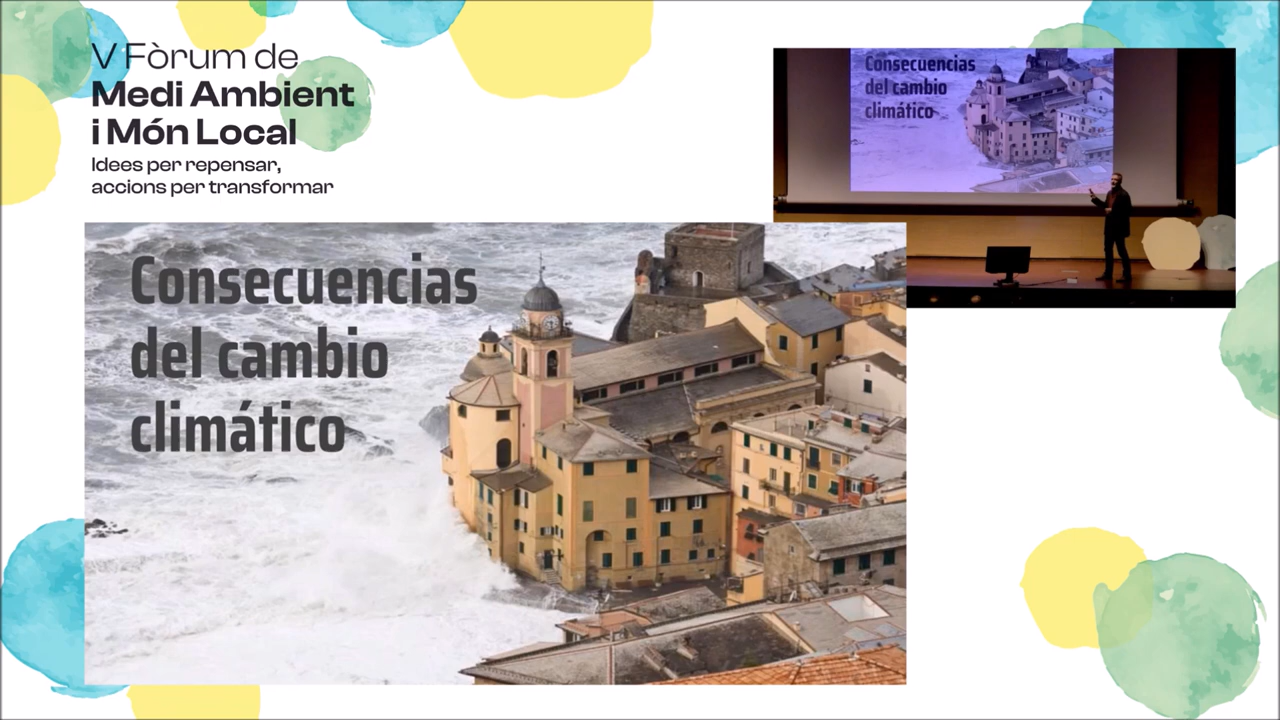 V Fòrum de
Medi Ambient
i Món Local
Idees per repensar,
accions per transformar
Consecuencias
del cambio
climático
Consecuencias
del cambio
climático